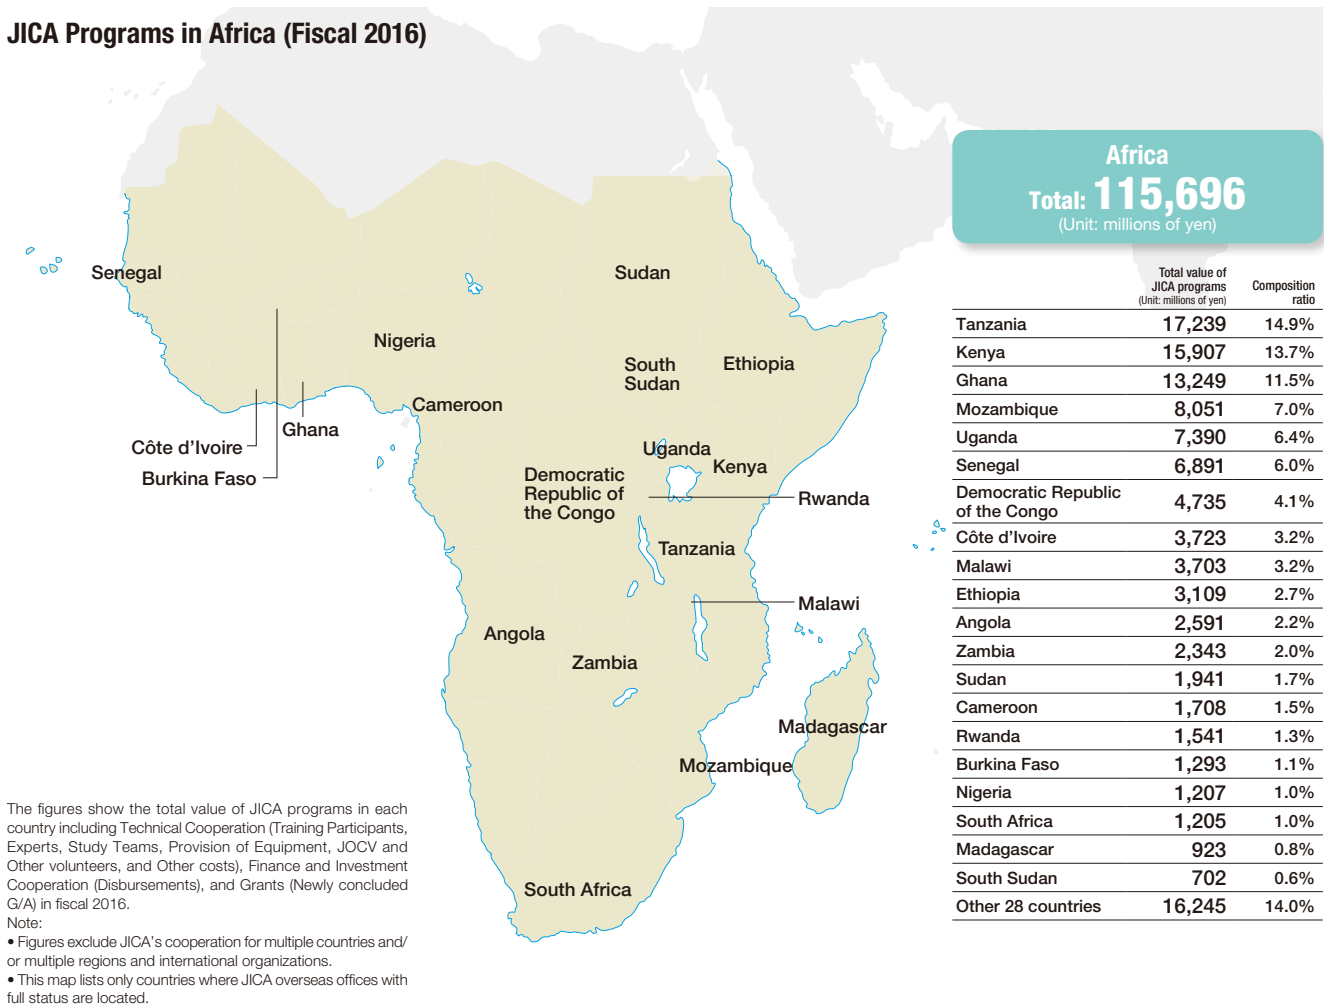 JICA Programs in Africa (Fiscal 2016)
Africa
Total: 115,696
(Unit: millions of yen)
Senegal
Sudan
Nigeria
South
Sudan
Ethiopia
Cameroon
Ghana
Côte d'Ivoire
Burkina Faso
Uganda
Kenya
Democratic
Republic of
the Congo
Rwanda
Tanzania
Malawi
Angola
Zambia
Madagascar
Mozambique
South Africa
Total value of
JICA programs
(Unit: millions of yen)
Composition
ratio
Tanzania 17,239 14.9%
Kenya 15,907 13.7%
Ghana 13,249 11.5%
Mozambique 8,051 7.0%
Uganda 7,390 6.4%
Senegal 6,891 6.0%
Democratic Republic
of the Congo 4,735 4.1%
Côte d'Ivoire 3,723 3.2%
Malawi 3,703 3.2%
Ethiopia 3,109 2.7%
Angola 2,591 2.2%
Zambia 2,343 2.0%
Sudan 1,941 1.7%
Cameroon 1,708 1.5%
Rwanda 1,541 1.3%
Burkina Faso 1,293 1.1%
Nigeria 1,207 1.0%
South Africa 1,205 1.0%
Madagascar 923 0.8%
South Sudan 702 0.6%
Other 28 countries 16,245 14.0%
The figures show the total value of JICA programs in each
country including Technical Cooperation (Training Participants,
Experts, Study Teams, Provision of Equipment, JOCV and
Other volunteers, and Other costs), Finance and Investment
Cooperation (Disbursements), and Grants (Newly concluded
G/A) in fiscal 2016.
Note:
• Figures exclude JICA's cooperation for multiple countries and/
or multiple regions and international organizations.
• This map lists only countries where JICA overseas offices with
full status are located.